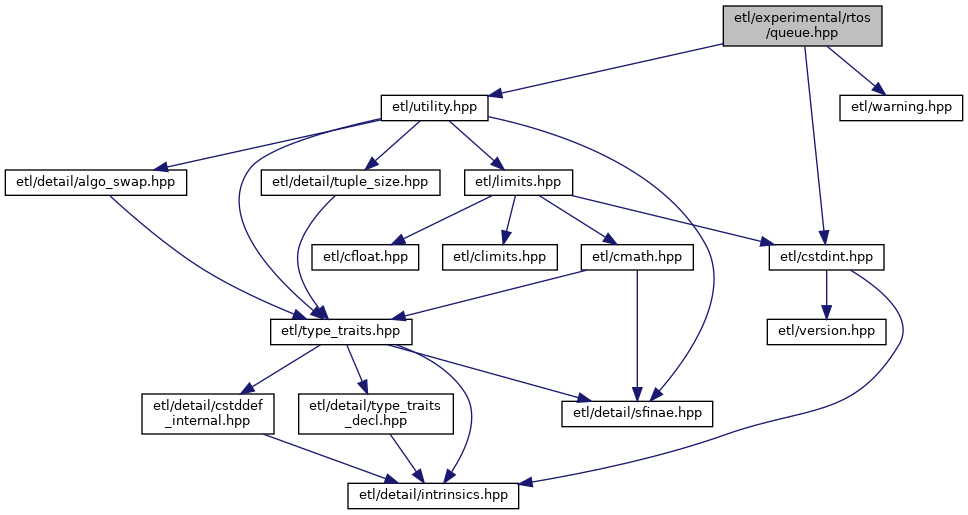 etl/experimental/rtos
/queue.hpp
etl/utility.hpp
etl/warning.hpp
etl/detail/algo_swap.hpp
etl/detail/tuple_size.hpp
etl/limits.hpp
etl/cfloat.hpp
etl/climits.hpp
etl/cmath.hpp
etl/cstdint.hpp
etl/type_traits.hpp
etl/version.hpp
etl/detail/cstddef
_internal.hpp
etl/detail/type_traits
_decl.hpp
etl/detail/sfinae.hpp
etl/detail/intrinsics.hpp